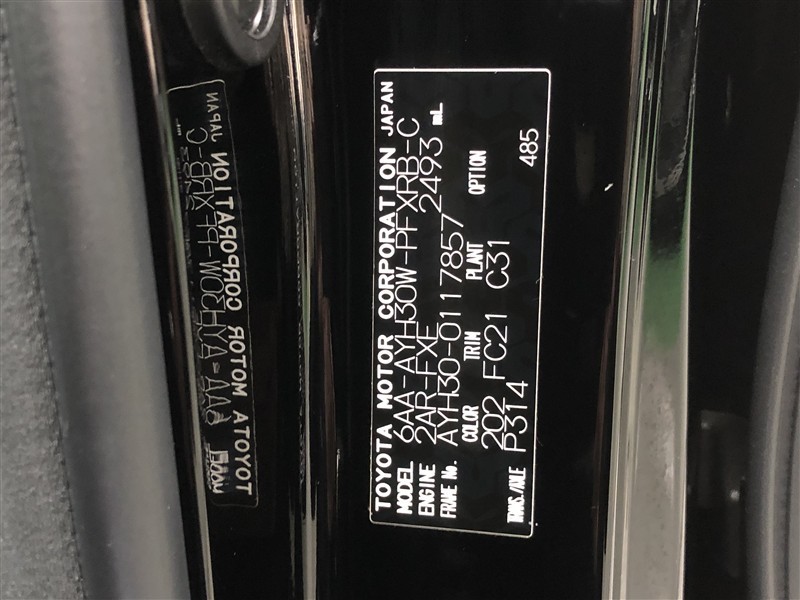 TOYOTA MOTOR CORPORATION JAPAN
MODEL 6AA-AYH30W-PFXRB-C
ENGINE 2AR-FXE 2493 mL
FRAME No. AYH30-0117857
COLOR TRIM PLANT OPTION
202 FC21 C31
TRANS./AXLE P314 485